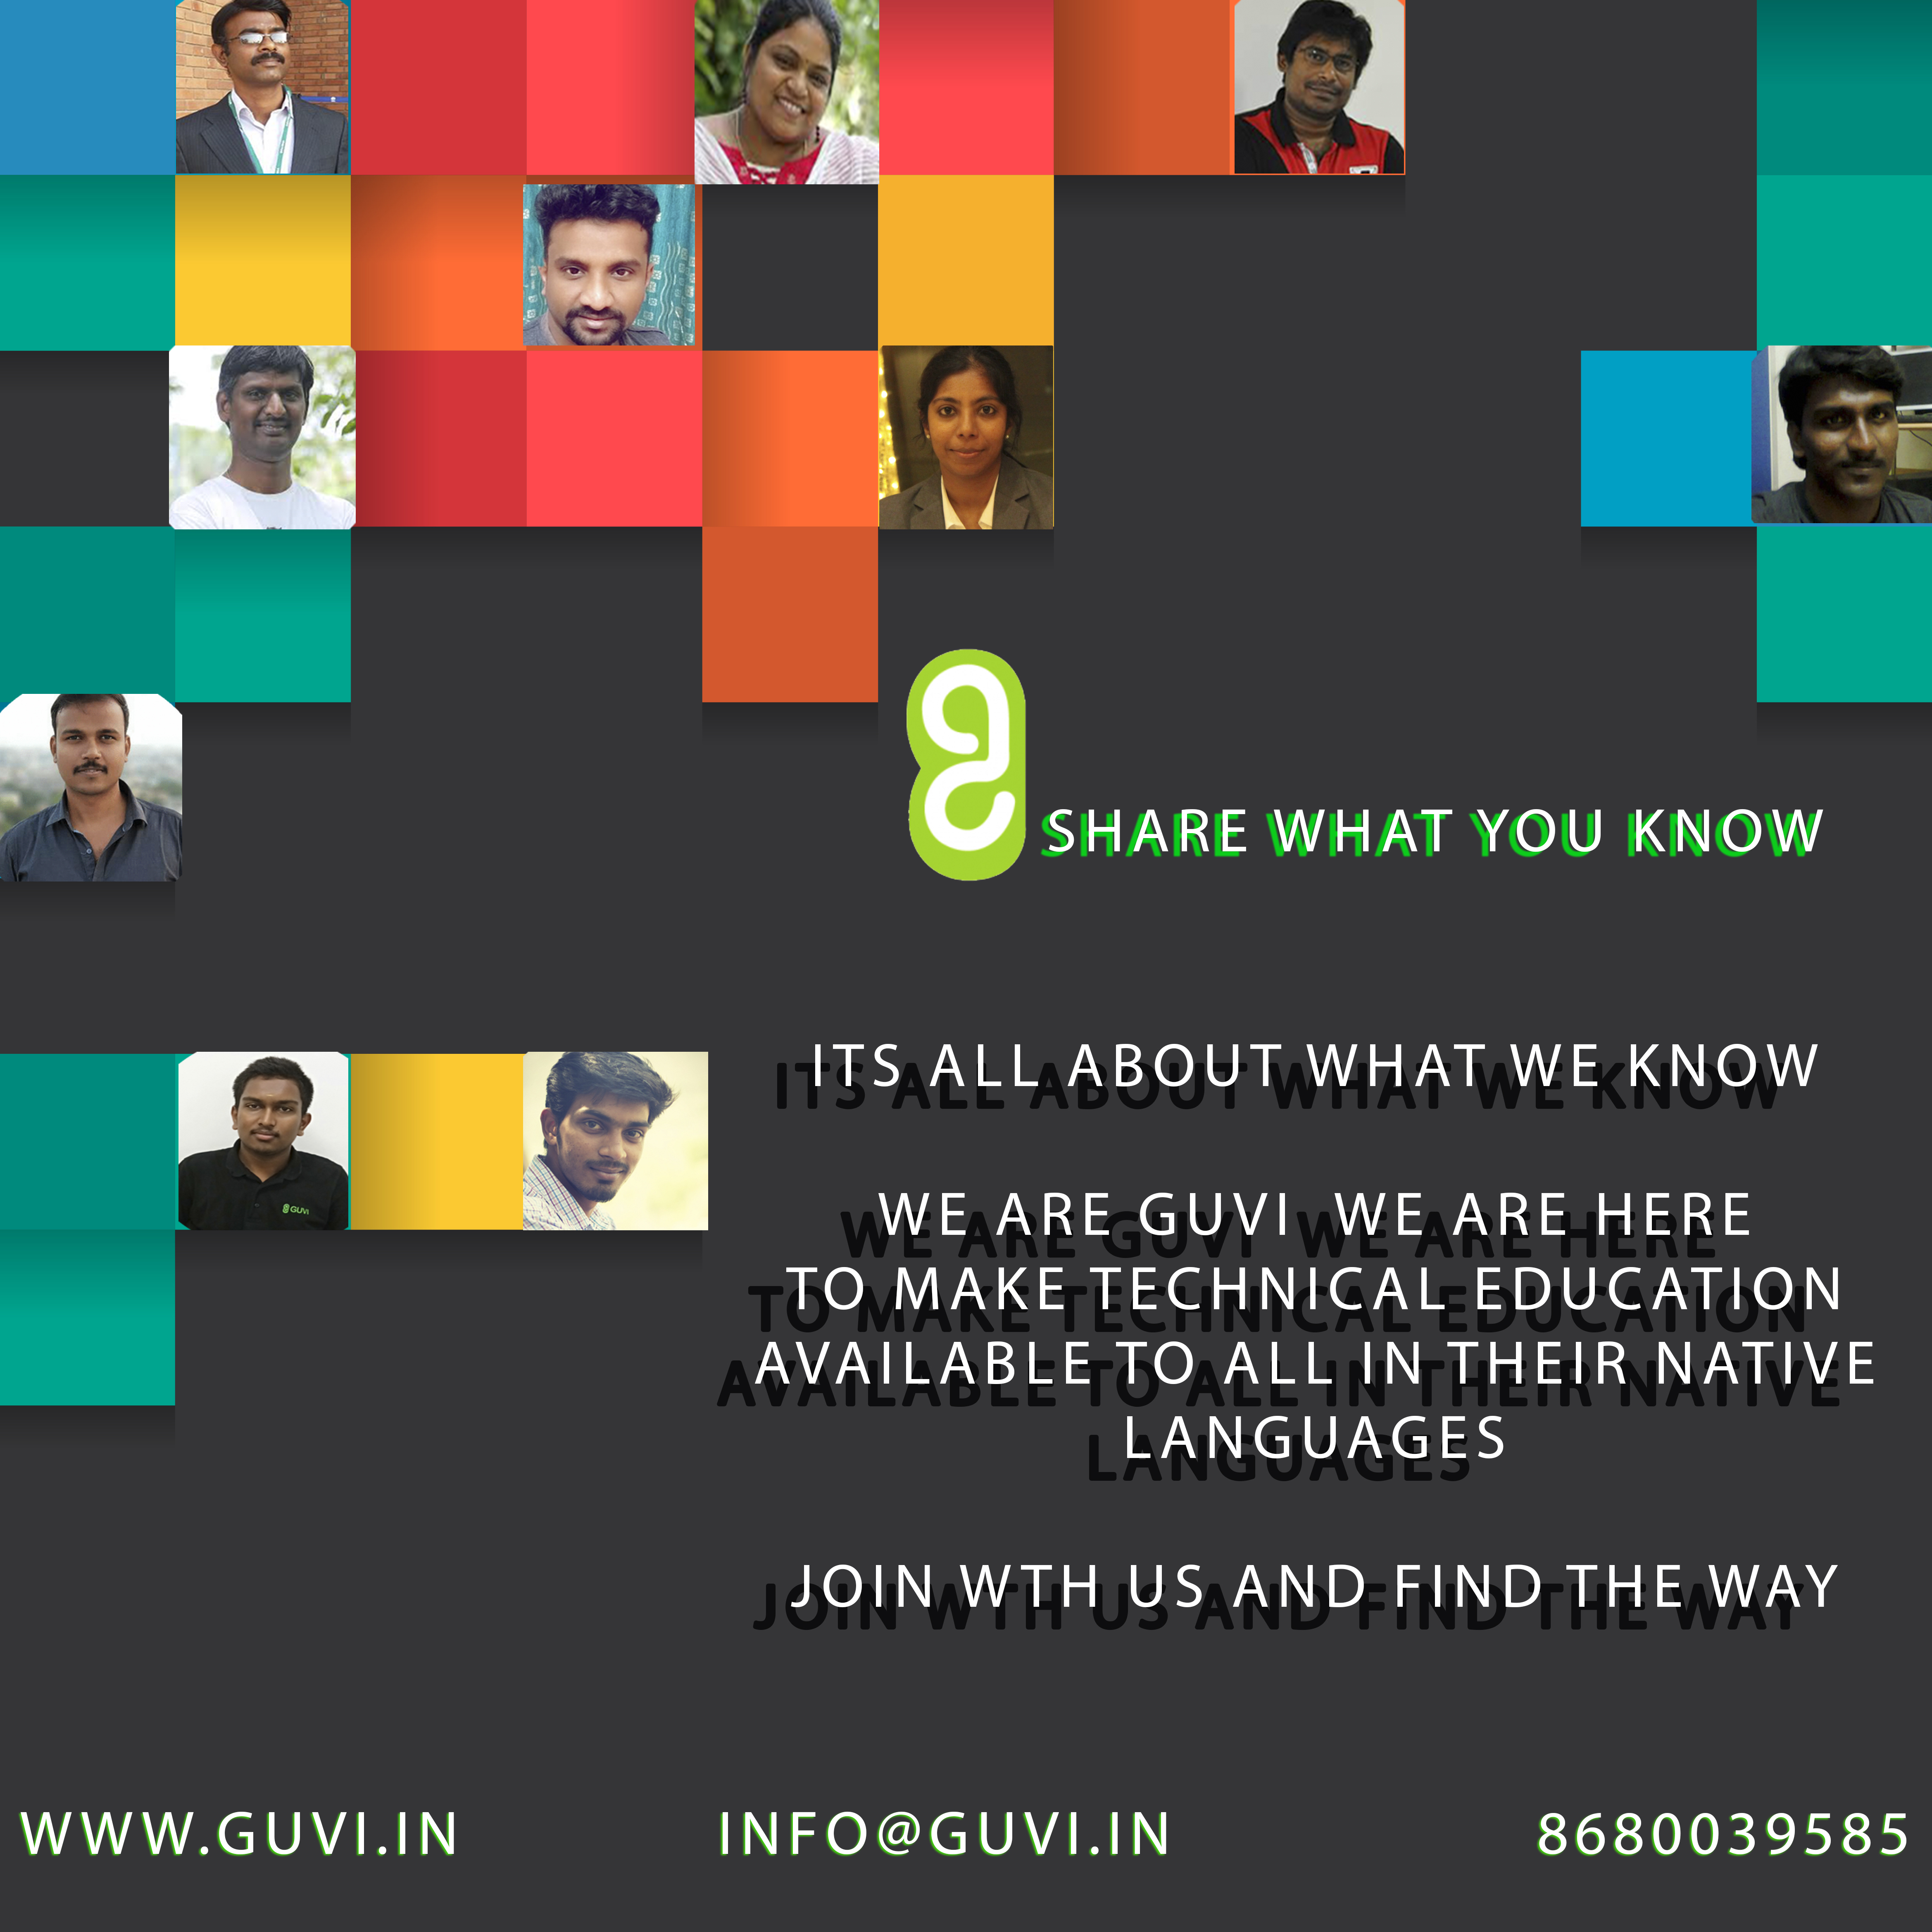 SHARE WHAT YOU KNOW
ITS ALL ABOUT WHAT WE KNOW
WE ARE GUVI WE ARE HERE
TO MAKE TECHNICAL EDUCATION
AVAILABLE TO ALL IN THEIR NATIVE
LANGUAGES
GUVI
JOIN WTH US AND FIND THE WAY
WWW.GUVI.IN
INFO@GUVI.IN
8680039585